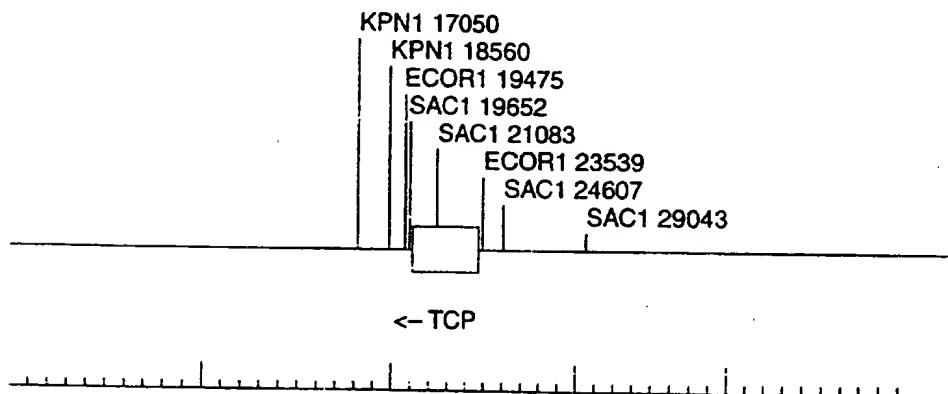 KPN1 17050
KPN1 18560
ECOR1 19475
SAC1 19652
SAC1 21083
ECOR1 23539
SAC1 24607
SAC1 29043
<– TCP